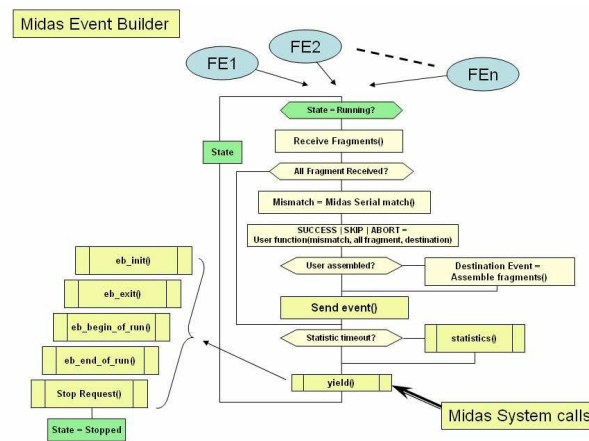 Midas Event Builder
FE1
FE2
FEn
State = Running?
State
Receive Fragments()
All Fragment Received?
Mismatch = Midas Serial match()
SUCCESS | SKIP | ABORT =
User function(mismatch, all fragment, destination)
User assembled?
Destination Event =
Assemble fragments()
Send event()
Statistic timeout?
statistics()
yield()
eb_init()
eb_exit()
eb_begin_of_run()
eb_end_of_run()
Stop Request()
State = Stopped
Midas System calls